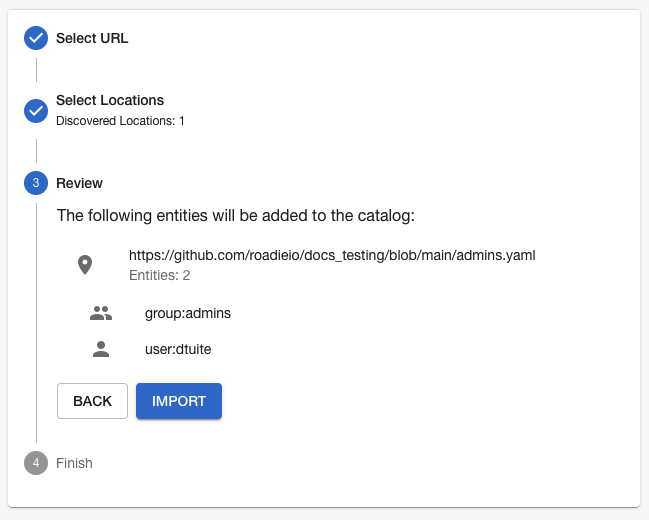 Select URL
Select Locations
Discovered Locations: 1
3 Review
The following entities will be added to the catalog:
https://github.com/roadieio/docs_testing/blob/main/admins.yaml
Entities: 2
group:admins
user:dtuite
BACK IMPORT
4 Finish